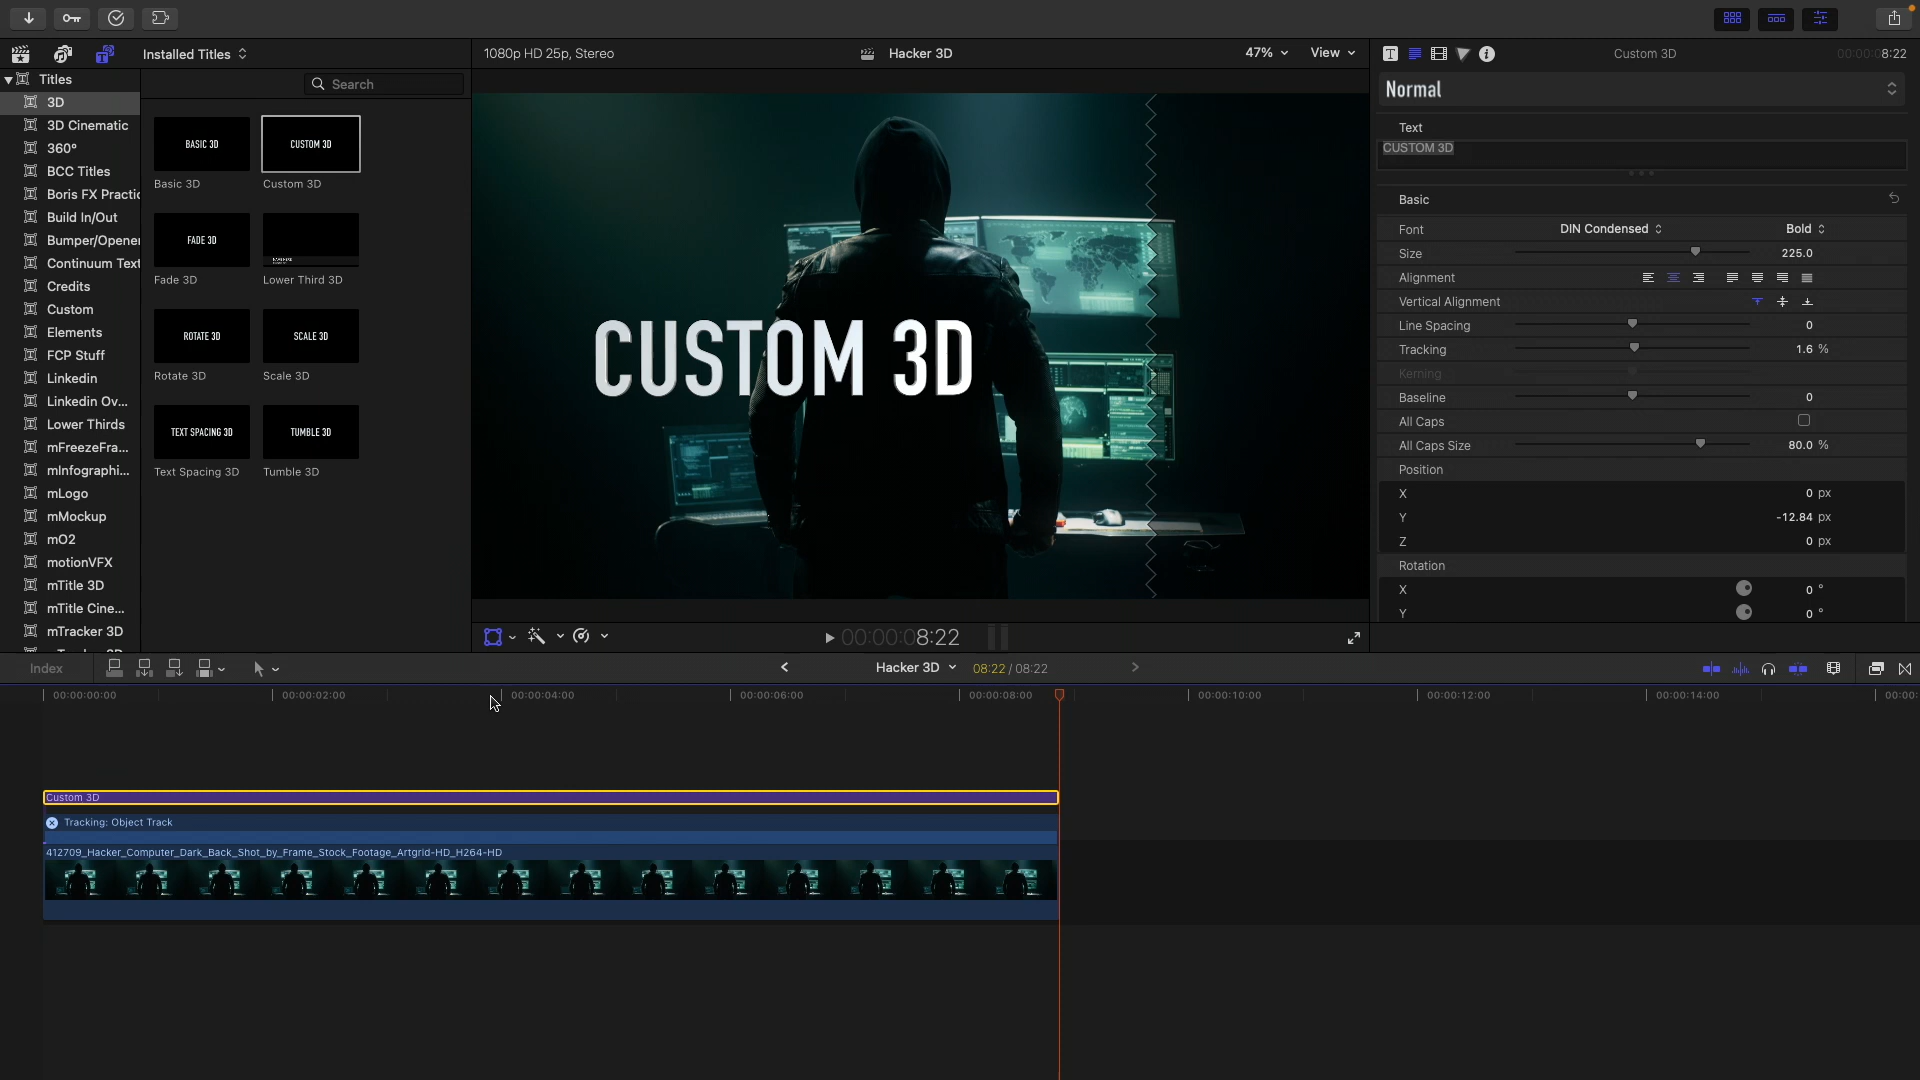 Installed Titles
1080p HD 25p, Stereo
Hacker 3D
47%
View
Custom 3D
00:00:08:22
Titles
3D
3D Cinematic
360°
BCC Titles
Boris FX Practic
Build In/Out
Bumper/Opener
Continuum Text
Credits
Custom
Elements
FCP Stuff
Linkedin
Linkedin Ov...
Lower Thirds
mFreezeFra...
mInfographi...
mLogo
mMockup
mO2
motionVFX
mTitle 3D
mTitle Cine...
mTracker 3D
Search
BASIC 3D
CUSTOM 3D
Basic 3D
Custom 3D
FADE 3D
Fade 3D
Lower Third 3D
ROTATE 3D
SCALE 3D
Rotate 3D
Scale 3D
TEXT SPACING 3D
TUMBLE 3D
Text Spacing 3D
Tumble 3D
CUSTOM 3D
Normal
Text
CUSTOM 3D
Basic
Font
DIN Condensed
Bold
Size
225.0
Alignment
Vertical Alignment
Line Spacing
0
Tracking
1.6 %
Kerning
Baseline
0
All Caps
All Caps Size
80.0 %
Position
X
0 px
Y
-12.84 px
Z
0 px
Rotation
X
0 °
Y
0 °
00:00:08:22
Index
Hacker 3D
08:22 / 08:22
00:00:00:00
00:00:02:00
00:00:04:00
00:00:06:00
00:00:08:00
00:00:10:00
00:00:12:00
00:00:14:00
00:00:
Custom 3D
Tracking: Object Track
412709_Hacker_Computer_Dark_Back_Shot_by_Frame_Stock_Footage_Artgrid-HD_H264-HD